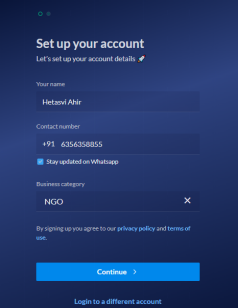 Set up your account
Let's set up your account details 🚀
Your name
Hetasvi Ahir
Contact number
+91 6356358855
Stay updated on Whatsapp
Business category
NGO
By signing up you agree to our privacy policy and terms of
use.
Continue
Login to a different account